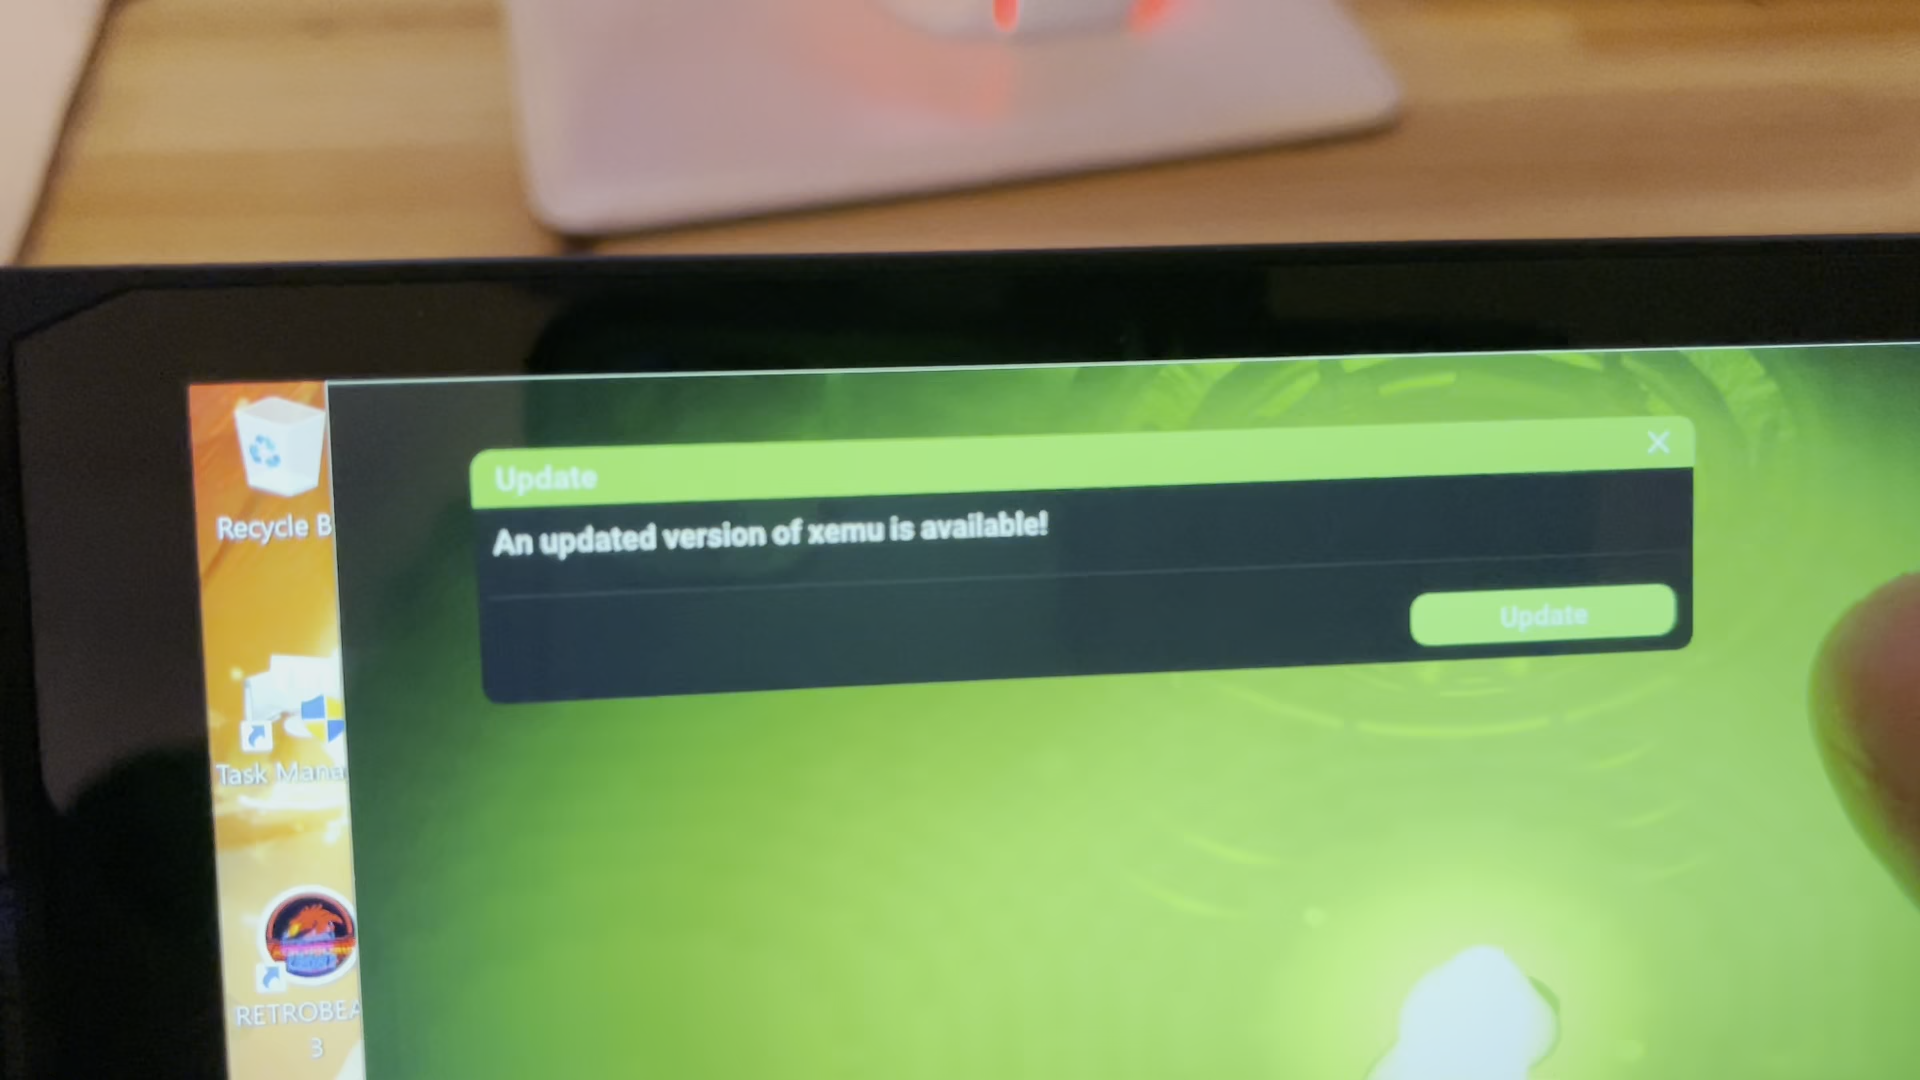 Recycle B
Update
An updated version of xemu is available!
Update
Task Mana
RETROBEA
3